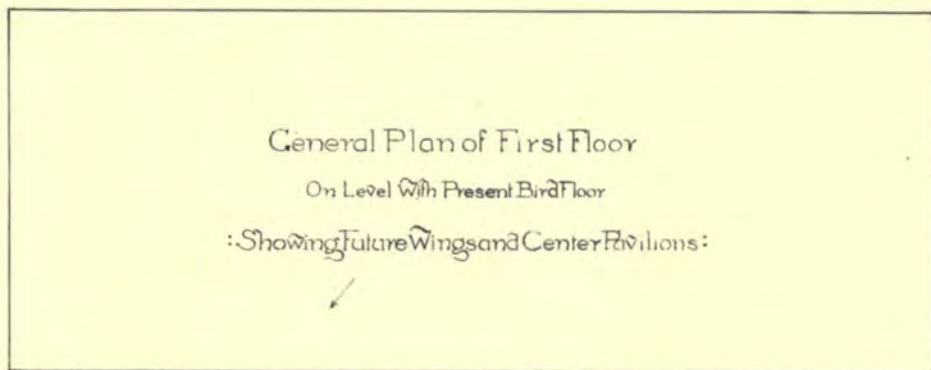 General Plan of First Floor
On Level With Present Bird Floor
:Showing Future Wings and Center Pavilions: